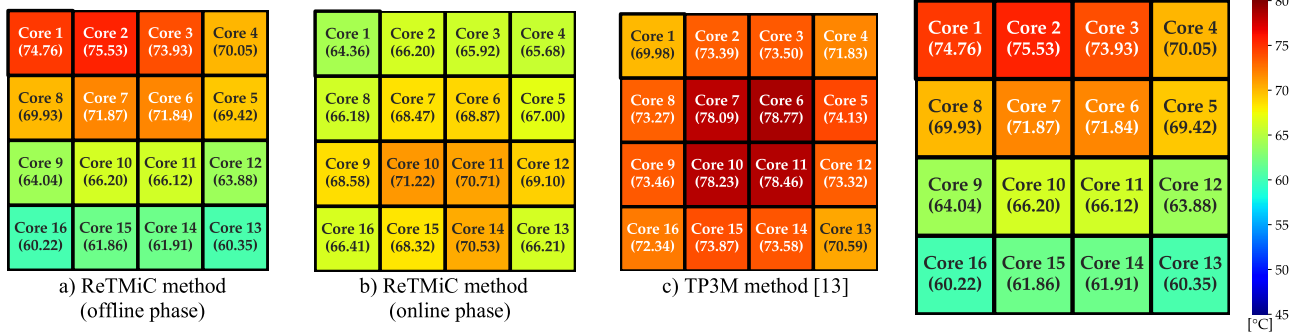 Core 1 Core 2 Core 3 Core 4
(74.76) (75.53) (73.93) (70.05)
Core 8 Core 7 Core 6 Core 5
(69.93) (71.87) (71.84) (69.42)
Core 9 Core 10 Core 11 Core 12
(64.04) (66.20) (66.12) (63.88)
Core 16 Core 15 Core 14 Core 13
(60.22) (61.86) (61.91) (60.35)
a) ReTMiC method
(offline phase)
Core 1 Core 2 Core 3 Core 4
(64.36) (66.20) (65.92) (65.68)
Core 8 Core 7 Core 6 Core 5
(66.18) (68.47) (68.87) (67.00)
Core 9 Core 10 Core 11 Core 12
(68.58) (71.22) (70.71) (69.10)
Core 16 Core 15 Core 14 Core 13
(66.41) (68.32) (70.53) (66.21)
b) ReTMiC method
(online phase)
Core 1 Core 2 Core 3 Core 4
(69.98) (73.39) (73.50) (71.83)
Core 8 Core 7 Core 6 Core 5
(73.27) (78.09) (78.77) (74.13)
Core 9 Core 10 Core 11 Core 12
(73.46) (78.23) (78.46) (73.32)
Core 16 Core 15 Core 14 Core 13
(72.34) (73.87) (73.58) (70.59)
c) TP3M method [13]
Core 1 Core 2 Core 3 Core 4
(74.76) (75.53) (73.93) (70.05)
Core 8 Core 7 Core 6 Core 5
(69.93) (71.87) (71.84) (69.42)
Core 9 Core 10 Core 11 Core 12
(64.04) (66.20) (66.12) (63.88)
Core 16 Core 15 Core 14 Core 13
(60.22) (61.86) (61.91) (60.35)
80
75
70
65
60
55
50
45
[°C]